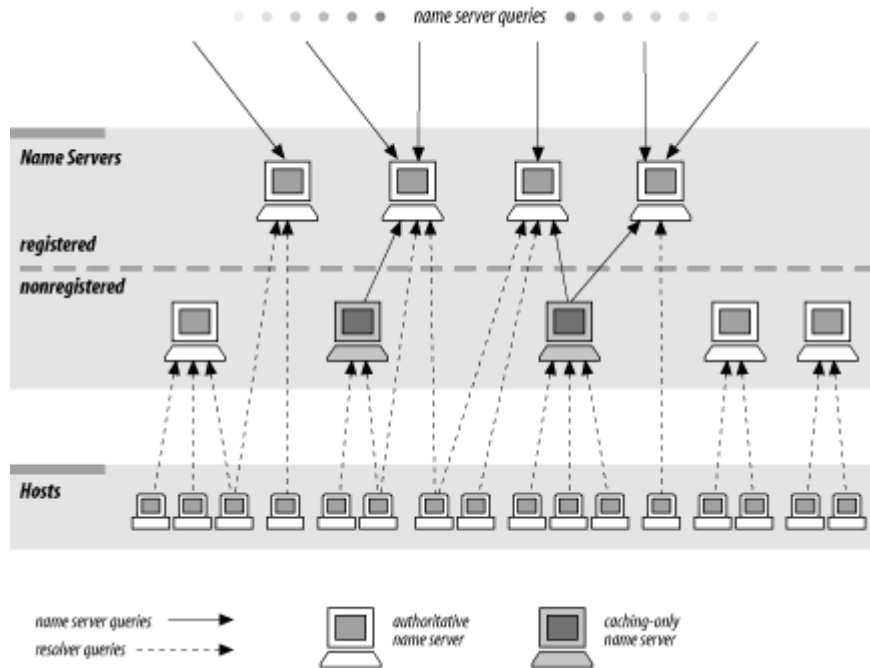 name server queries
Name Servers
registered
nonregistered
Hosts
name server queries
resolver queries
authoritative
name server
caching-only
name server